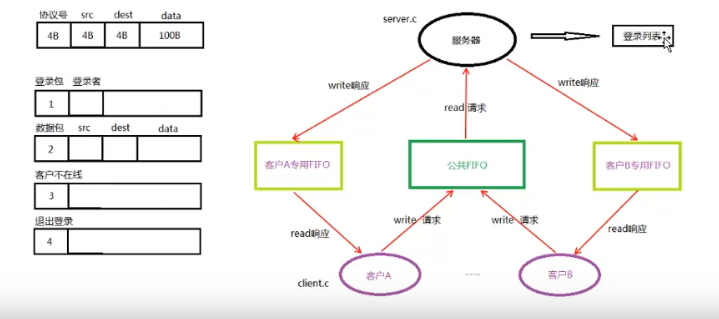 协议号 src dest data
4B 4B 4B 100B
登录包 登录者
1
数据包 src dest data
2
客户不在线
3
退出登录
4
server.c
服务器
登录列表
write响应
read 请求
write响应
客户A专用FIFO
公共FIFO
客户B专用FIFO
read响应
write 请求
write 请求
read响应
client.c
客户A
......
客户B